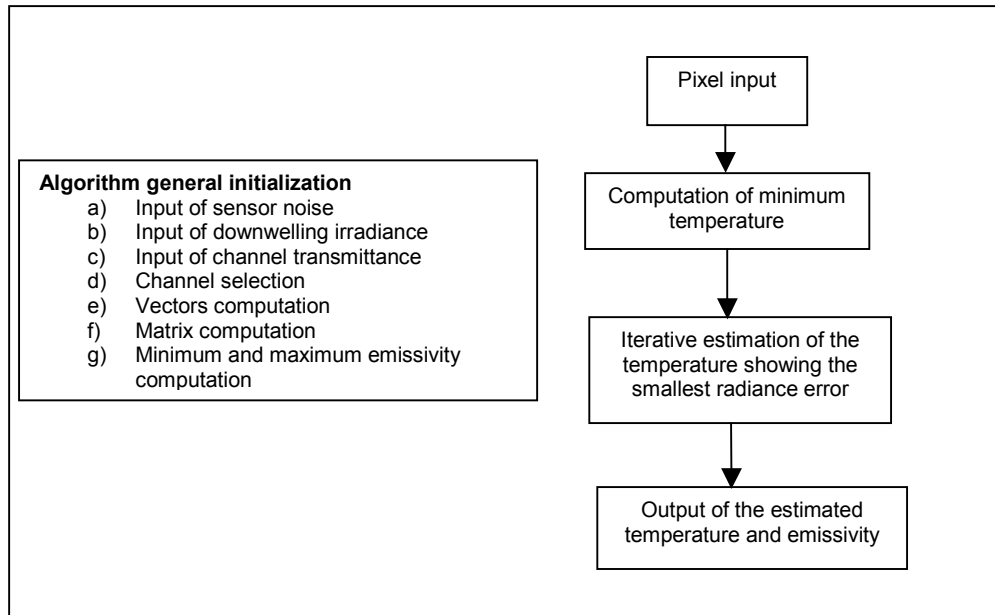 Algorithm general initialization
a) Input of sensor noise
b) Input of downwelling irradiance
c) Input of channel transmittance
d) Channel selection
e) Vectors computation
f) Matrix computation
g) Minimum and maximum emissivity
computation
Pixel input
Computation of minimum
temperature
Iterative estimation of the
temperature showing the
smallest radiance error
Output of the estimated
temperature and emissivity